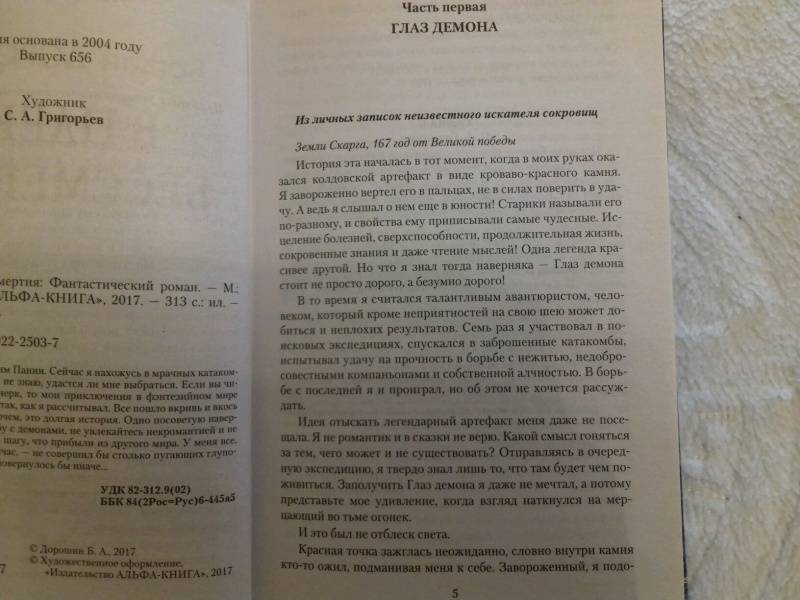 я основана в 2004 году
Выпуск 656
Художник
С. А. Григорьев
мертия: Фантастический роман. — М.:
ЛЬФА-КНИГА», 2017. — 313 с.: ил. —
922-2503-7
им Панин. Сейчас я нахожусь в мрачных катаком-
не знаю, удастся ли мне выбраться. Если вы чи-
черк, то мои приключения в фэнтезийном мире
тах, как я рассчитывал. Все пошло вкривь и вкось
очем, это долгая история. Одно посоветую навер-
бу с демонами, не увлекайтесь некромантией и не
шагу, что прибыли из другого мира. У меня все.
час, — не совершил бы столько пугающих глупо-
повернулось бы иначе...
УДК 82-312.9(02)
ББК 84(2Рос=Рус)6-445я5
© Дорошин Б. А., 2017
© Художественное оформление.
«Издательство АЛЬФА-КНИГА», 2017
7
Часть первая
ГЛАЗ ДЕМОНА
Из личных записок неизвестного искателя сокровищ
Земли Скарга, 167 год от Великой победы
История эта началась в тот момент, когда в моих руках ока-
зался колдовской артефакт в виде кроваво-красного камня.
Я завороженно вертел его в пальцах, не в силах поверить в уда-
чу. А ведь я слышал о нем еще в юности! Старики называли его
по-разному, и свойства ему приписывали самые чудесные. Ис-
целение болезней, сверхспособности, продолжительная жизнь,
сокровенные знания и даже чтение мыслей! Одна легенда кра-
сивее другой. Но что я знал тогда наверняка — Глаз демона
стоит не просто дорого, а безумно дорого!
В то время я считался талантливым авантюристом, чело-
веком, который кроме неприятностей на свою шею может до-
биться и неплохих результатов. Семь раз я участвовал в по-
исковых экспедициях, спускался в заброшенные катакомбы,
испытывал удачу на прочность в борьбе с нежитью, недобро-
совестными компаньонами и собственной алчностью. В борь-
бе с последней я и проиграл, но об этом не хочется рассуж-
дать.
Идея отыскать легендарный артефакт меня даже не посе-
щала. Я не романтик и в сказки не верю. Какой смысл гоняться
за тем, чего может и не существовать? Отправляясь в очеред-
ную экспедицию, я твердо знал лишь то, что там будет чем по-
живиться. Заполучить Глаз демона я даже не мечтал, а потому
представьте мое удивление, когда взгляд наткнулся на мер-
цающий во тьме огонек.
И это был не отблеск света.
Красная точка зажглась неожиданно, словно внутри камня
кто-то ожил, подманивая меня к себе. Завороженный, я подо-
5